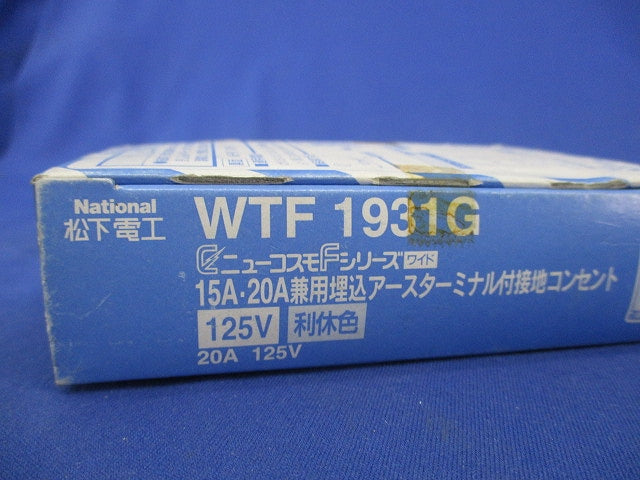 National
松下電工
WTF 1931G
ニューコスモFシリーズ ワイド
15A・20A兼用埋込アースターミナル付接地コンセント
125V 利休色
20A 125V